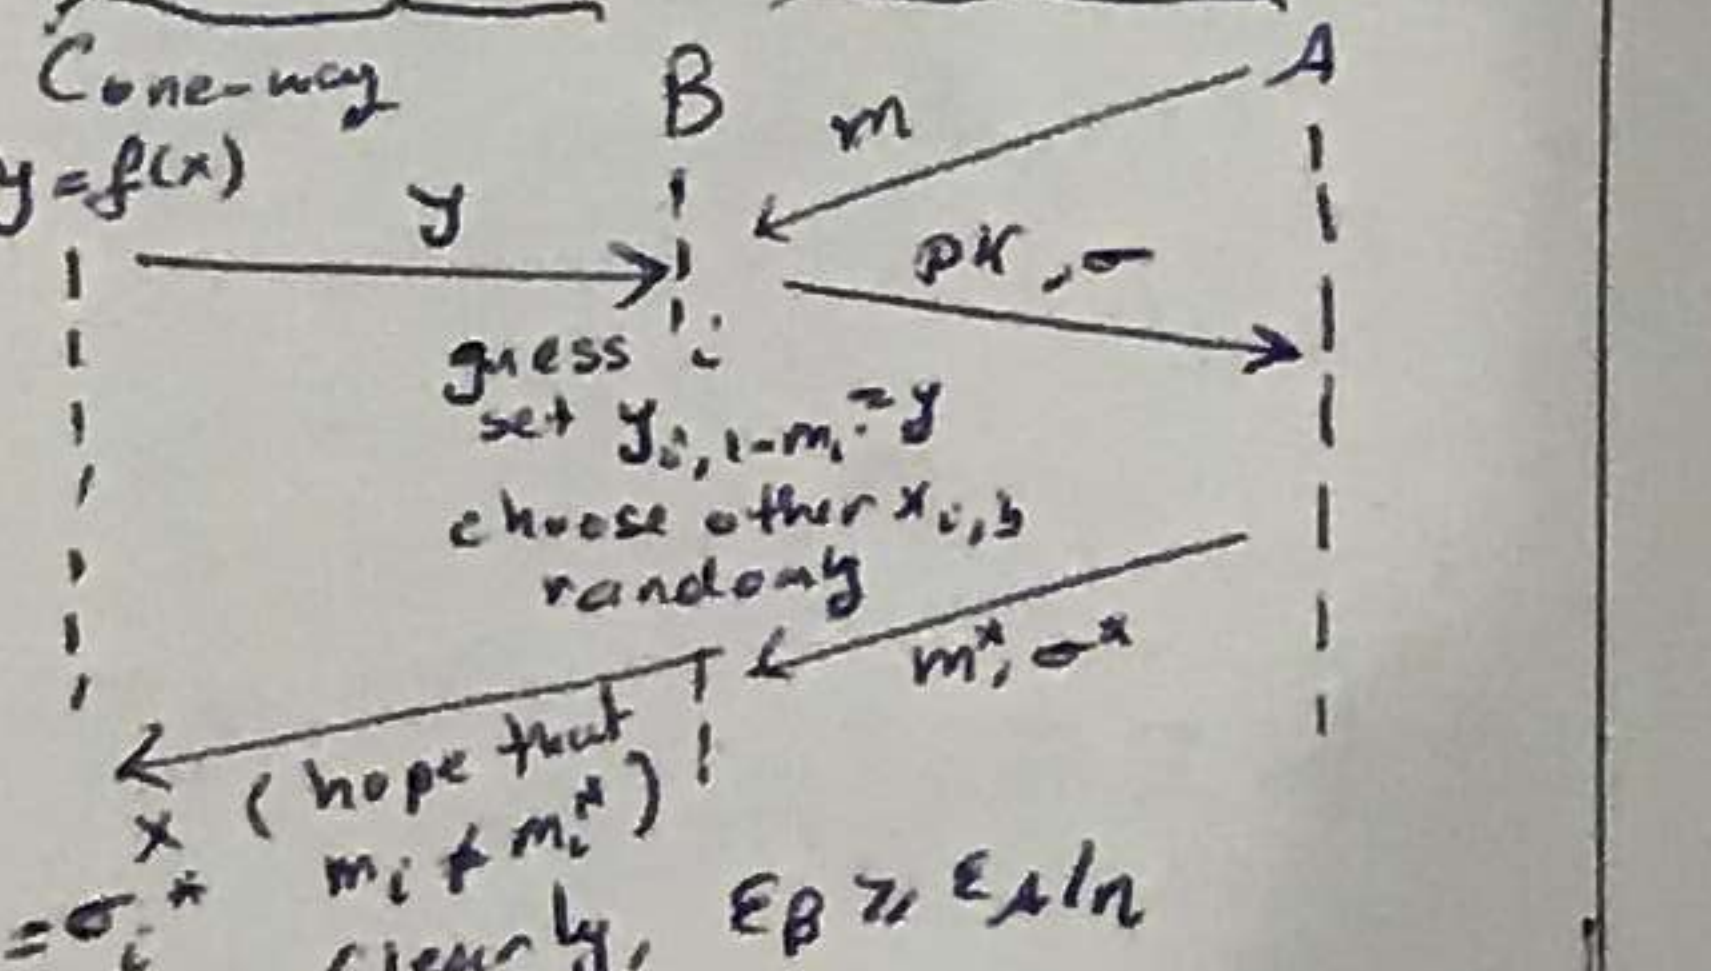 C one-way
B
A
y = f(x)
y
m
pk, σ
guess i
set y_{i,1-m_i} = y
choose other x_{i,b}
randomly
m*, σ*
(hope that
m_i ≠ m_i*)
x
= σ_i*
clearly, ε_B ≥ ε_A/n